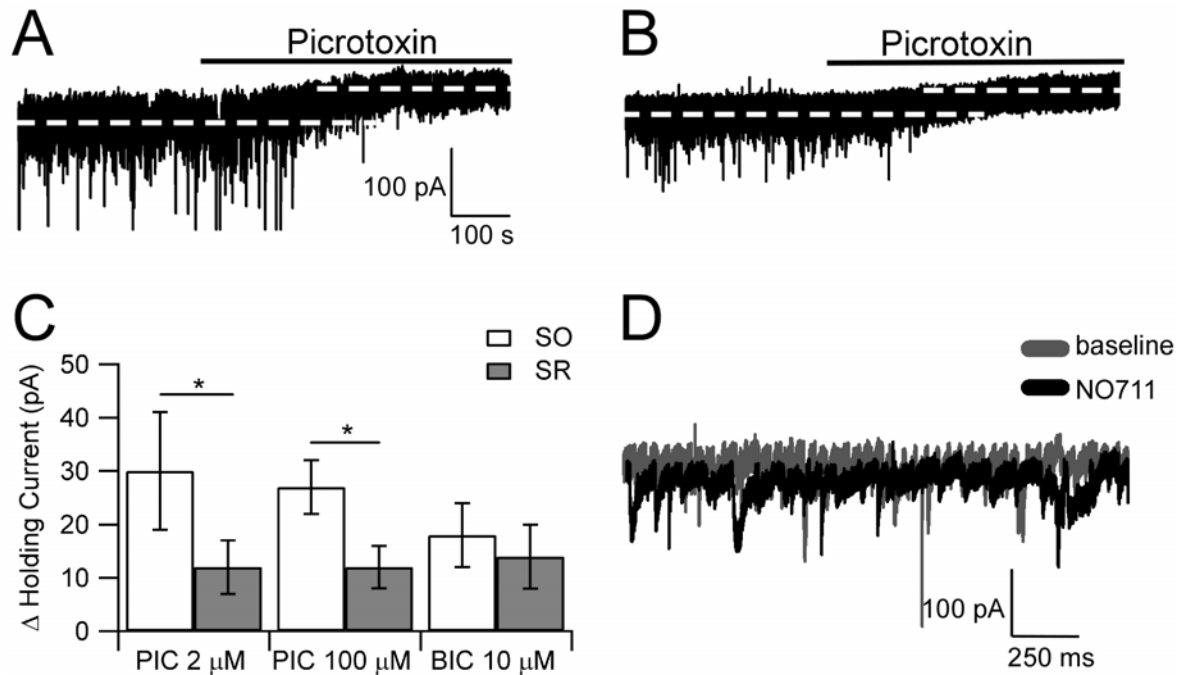 A
Picrotoxin
100 pA
100 s
B
Picrotoxin
C
SO
SR
Δ Holding Current (pA)
50
40
30
20
10
0
*
*
PIC 2 μM
PIC 100 μM
BIC 10 μM
D
baseline
NO711
100 pA
250 ms